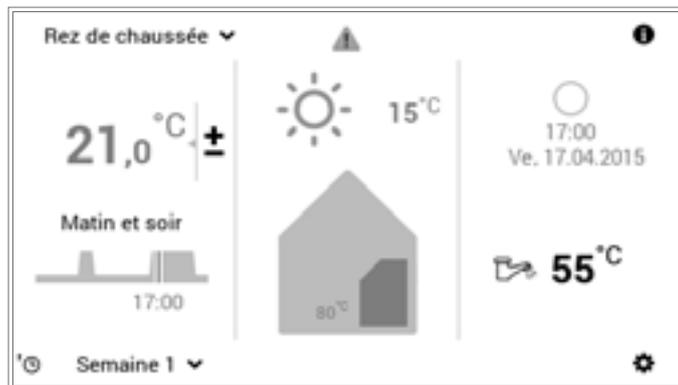 Rez de chaussée
21,0 °C ±
Matin et soir
17:00
Semaine 1
15°C
80°C
17:00
Ve. 17.04.2015
55°C